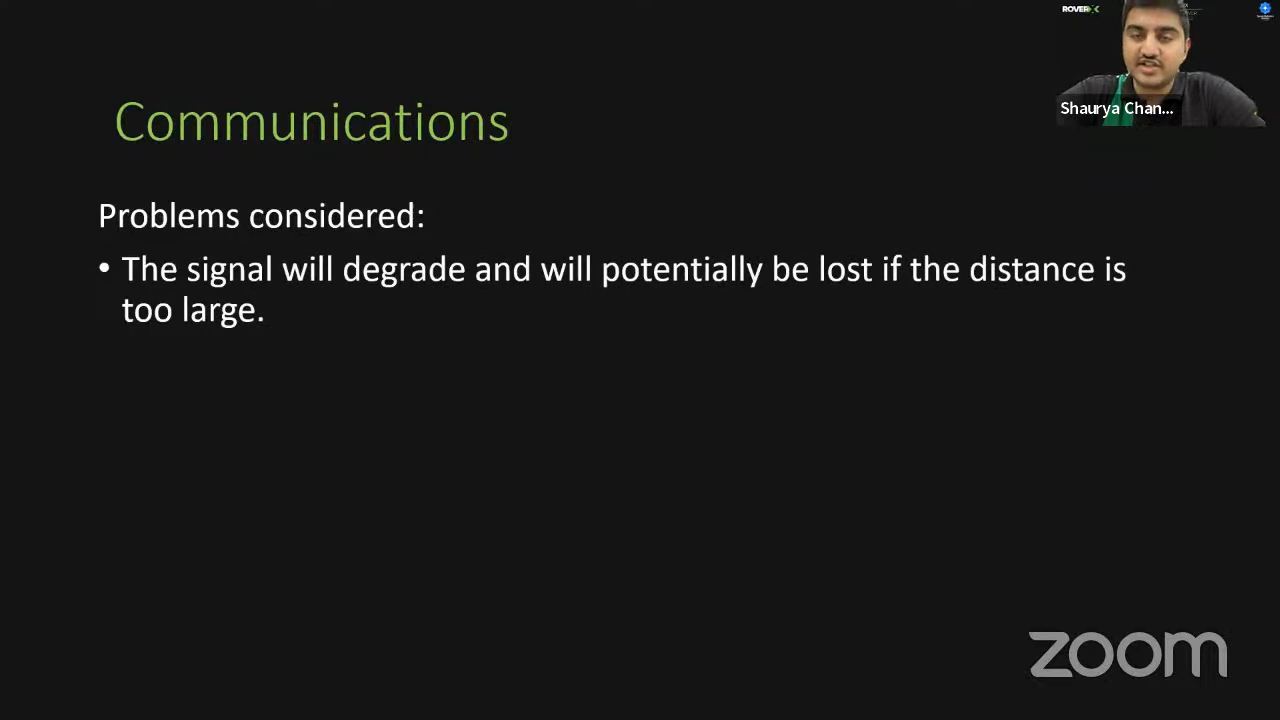 ROVER X
Shaurya Chan...
Communications
Problems considered:
• The signal will degrade and will potentially be lost if the distance is
too large.
zoom